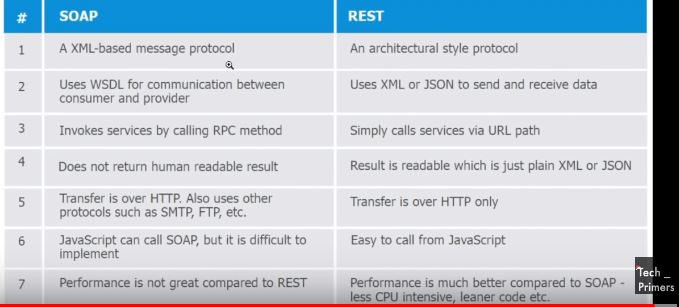 # SOAP REST
1 A XML-based message protocol An architectural style protocol
2 Uses WSDL for communication between
consumer and provider Uses XML or JSON to send and receive data
3 Invokes services by calling RPC method Simply calls services via URL path
4 Does not return human readable result Result is readable which is just plain XML or JSON
5 Transfer is over HTTP. Also uses other
protocols such as SMTP, FTP, etc. Transfer is over HTTP only
6 JavaScript can call SOAP, but it is difficult to
implement Easy to call from JavaScript
7 Performance is not great compared to REST Performance is much better compared to SOAP -
less CPU intensive, leaner code etc.
Tech _
Primers